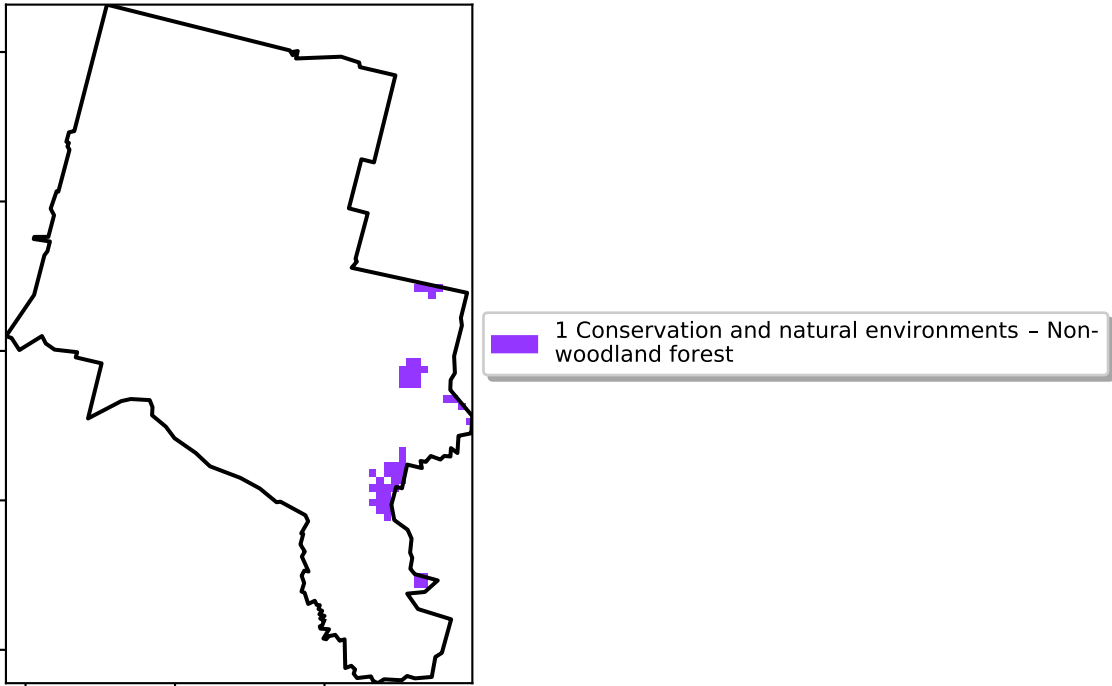 1 Conservation and natural environments – Non-
woodland forest